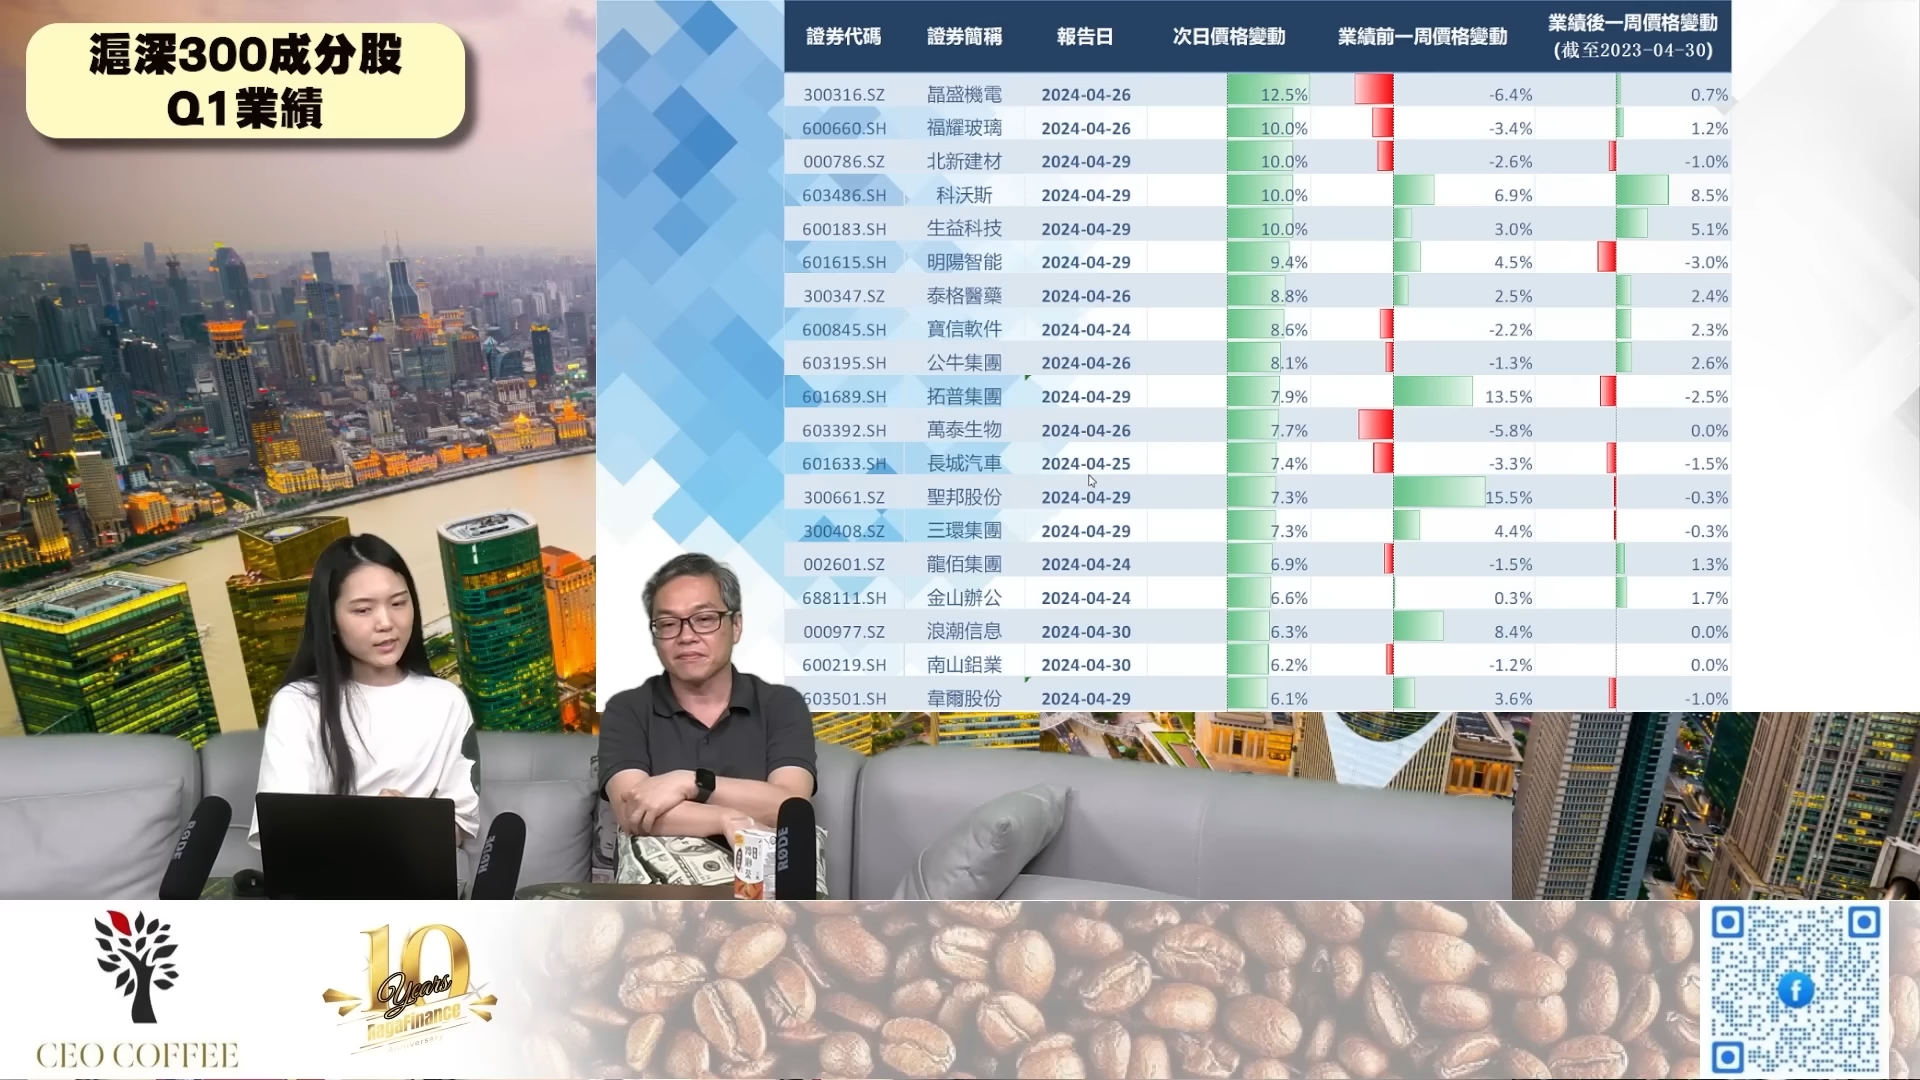 滬深300成分股
Q1業績
證券代碼 證券簡稱 報告日 次日價格變動 業績前一周價格變動 業績後一周價格變動
(截至2023-04-30)
300316.SZ 晶盛機電 2024-04-26 12.5% -6.4% 0.7%
600660.SH 福耀玻璃 2024-04-26 10.0% -3.4% 1.2%
000786.SZ 北新建材 2024-04-29 10.0% -2.6% -1.0%
603486.SH 科沃斯 2024-04-29 10.0% 6.9% 8.5%
600183.SH 生益科技 2024-04-29 10.0% 3.0% 5.1%
601615.SH 明陽智能 2024-04-29 9.4% 4.5% -3.0%
300347.SZ 泰格醫藥 2024-04-26 8.8% 2.5% 2.4%
600845.SH 寶信軟件 2024-04-24 8.6% -2.2% 2.3%
603195.SH 公牛集團 2024-04-26 8.1% -1.3% 2.6%
601689.SH 拓普集團 2024-04-29 7.9% 13.5% -2.5%
603392.SH 萬泰生物 2024-04-26 7.7% -5.8% 0.0%
601633.SH 長城汽車 2024-04-25 7.4% -3.3% -1.5%
300661.SZ 聖邦股份 2024-04-29 7.3% 15.5% -0.3%
300408.SZ 三環集團 2024-04-29 7.3% 4.4% -0.3%
002601.SZ 龍佰集團 2024-04-24 6.9% -1.5% 1.3%
688111.SH 金山辦公 2024-04-24 6.6% 0.3% 1.7%
000977.SZ 浪潮信息 2024-04-30 6.3% 8.4% 0.0%
600219.SH 南山鋁業 2024-04-30 6.2% -1.2% 0.0%
603501.SH 韋爾股份 2024-04-29 6.1% 3.6% -1.0%
RØDE
RØDE
RØDE
CEO COFFEE
10
Years
GagaFinance
Anniversary
f